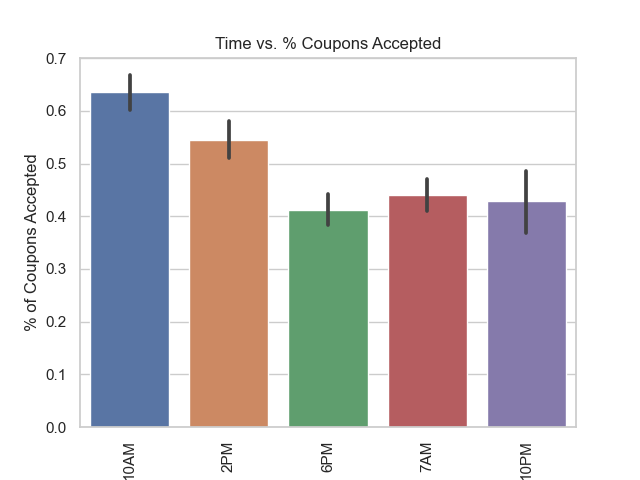 Time vs. % Coupons Accepted
% of Coupons Accepted
0.7
0.6
0.5
0.4
0.3
0.2
0.1
0.0
10AM
2PM
6PM
7AM
10PM